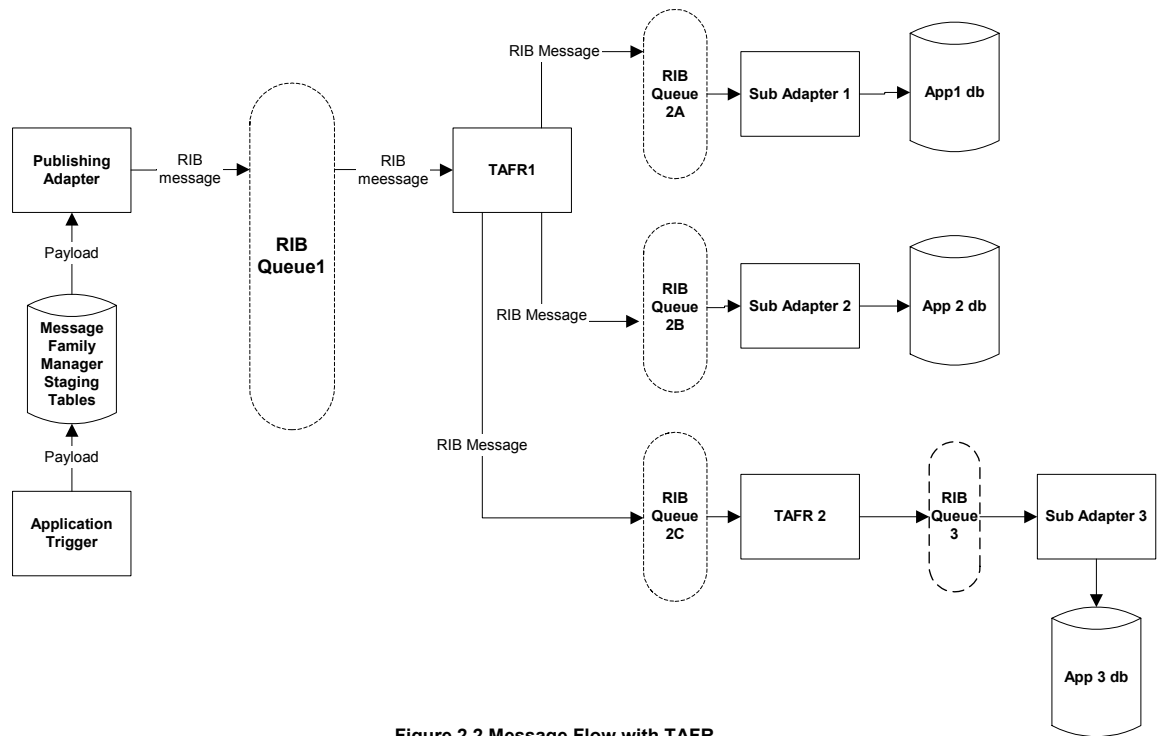 RIB Message
RIB
Queue
2A
Sub Adapter 1
App1 db
Publishing
Adapter
RIB
message
RIB
meessage
TAFR1
Payload
RIB
Queue1
Message
Family
Manager
Staging
Tables
RIB Message
RIB
Queue
2B
Sub Adapter 2
App 2 db
Payload
Application
Trigger
RIB Message
RIB
Queue
2C
TAFR 2
RIB
Queue
3
Sub Adapter 3
App 3 db
Figure 2.2 Message Flow with TAFR